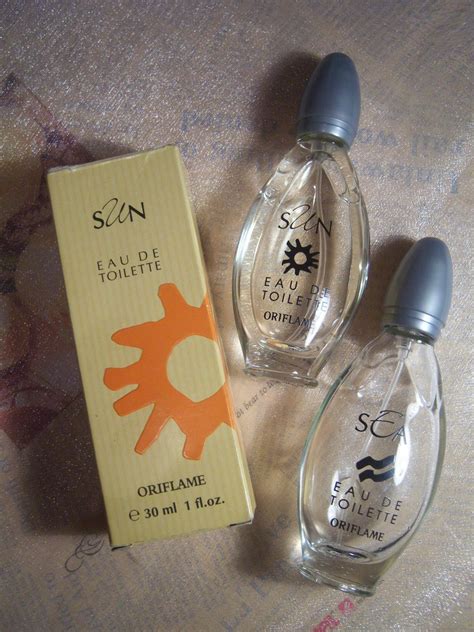 SUN
EAU DE
TOILETTE
ORIFLAME
e 30 ml 1 fl.oz.
SUN
EAU DE
TOILETTE
ORIFLAME
SEA
EAU DE
TOILETTE
ORIFLAME